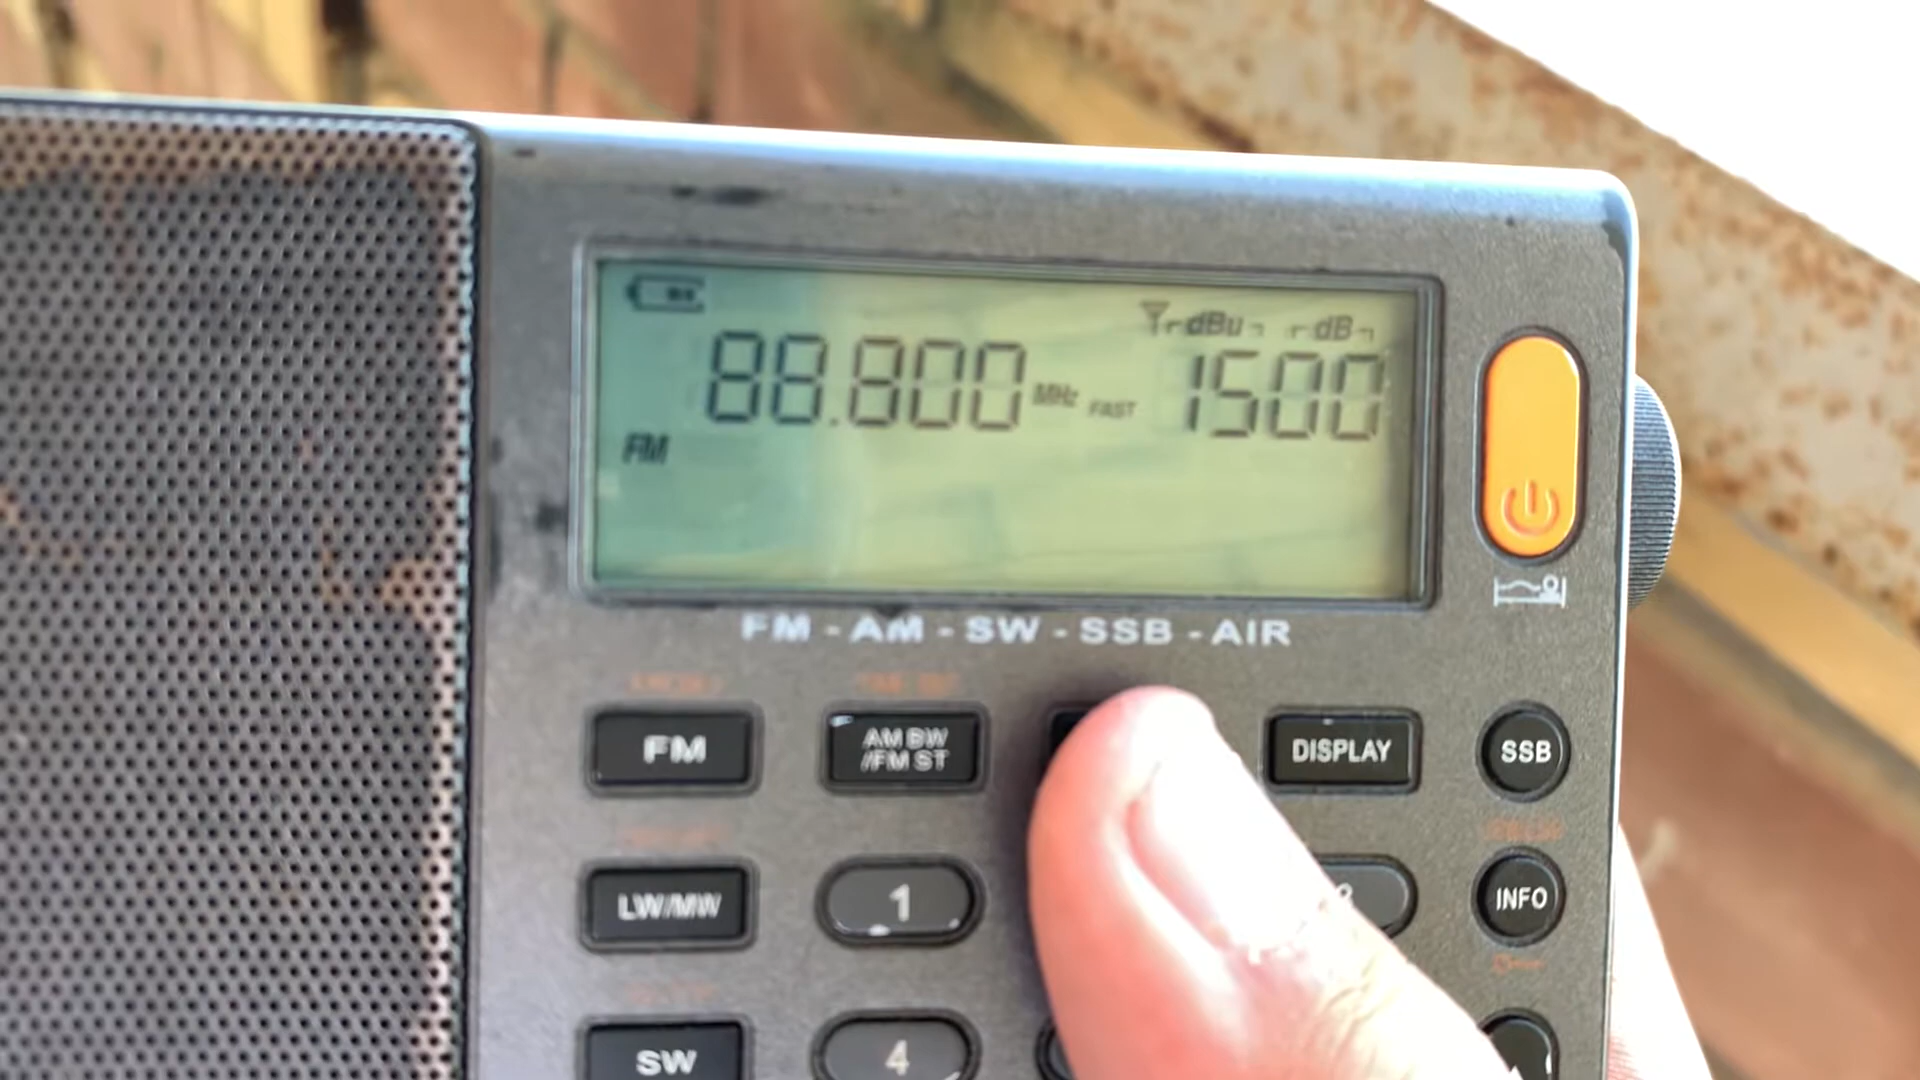 dBu dB
88.800 MHz FAST 1500
FM
FM - AM - SW - SSB - AIR
FM
AM BW
/FM ST
DISPLAY
SSB
LW/MW
1
INFO
SW
4